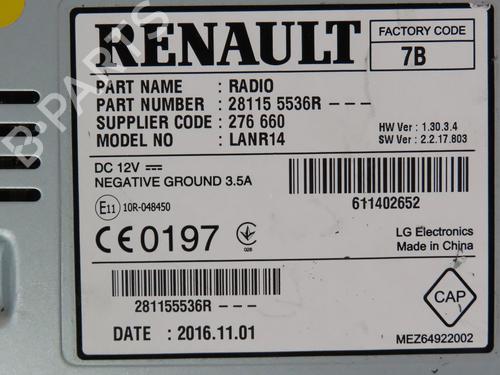 RENAULT
FACTORY CODE
7B
PART NAME : RADIO
PART NUMBER : 28115 5536R - - -
SUPPLIER CODE : 276 660
MODEL NO : LANR14
HW Ver : 1.30.3.4
SW Ver : 2.2.17.803
DC 12V
NEGATIVE GROUND 3.5A
611402652
E11 10R-048450
CE0197
028
LG Electronics
Made in China
281155536R - - -
CAP
DATE : 2016.11.01
MEZ64922002
B PARTS